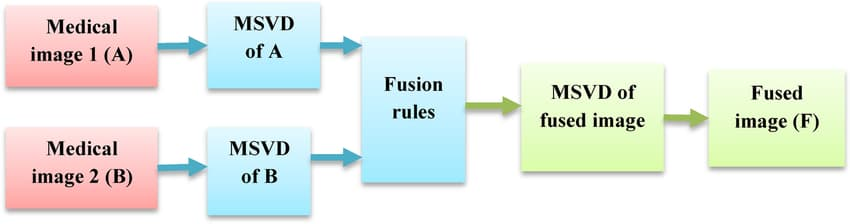 Medical
image 1 (A)
MSVD
of A
Medical
image 2 (B)
MSVD
of B
Fusion
rules
MSVD of
fused image
Fused
image (F)